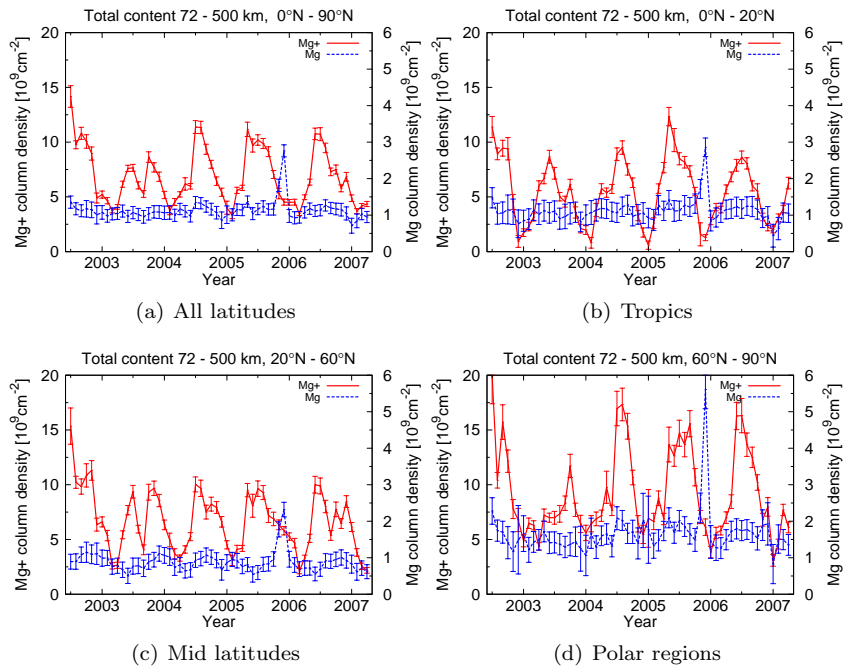 Total content 72 - 500 km, 0°N - 90°N
Mg+ column density [10⁹cm⁻²]
20
15
10
5
0
Mg+
Mg
6
5
4
3
2
1
0
Mg column density [10⁹cm⁻²]
2003 2004 2005 2006 2007
Year
(a) All latitudes
Total content 72 - 500 km, 0°N - 20°N
Mg+ column density [10⁹cm⁻²]
20
15
10
5
0
Mg+
Mg
6
5
4
3
2
1
0
Mg column density [10⁹cm⁻²]
2003 2004 2005 2006 2007
Year
(b) Tropics
Total content 72 - 500 km, 20°N - 60°N
Mg+ column density [10⁹cm⁻²]
20
15
10
5
0
Mg+
Mg
6
5
4
3
2
1
0
Mg column density [10⁹cm⁻²]
2003 2004 2005 2006 2007
Year
(c) Mid latitudes
Total content 72 - 500 km, 60°N - 90°N
Mg+ column density [10⁹cm⁻²]
20
15
10
5
0
Mg+
Mg
6
5
4
3
2
1
0
Mg column density [10⁹cm⁻²]
2003 2004 2005 2006 2007
Year
(d) Polar regions